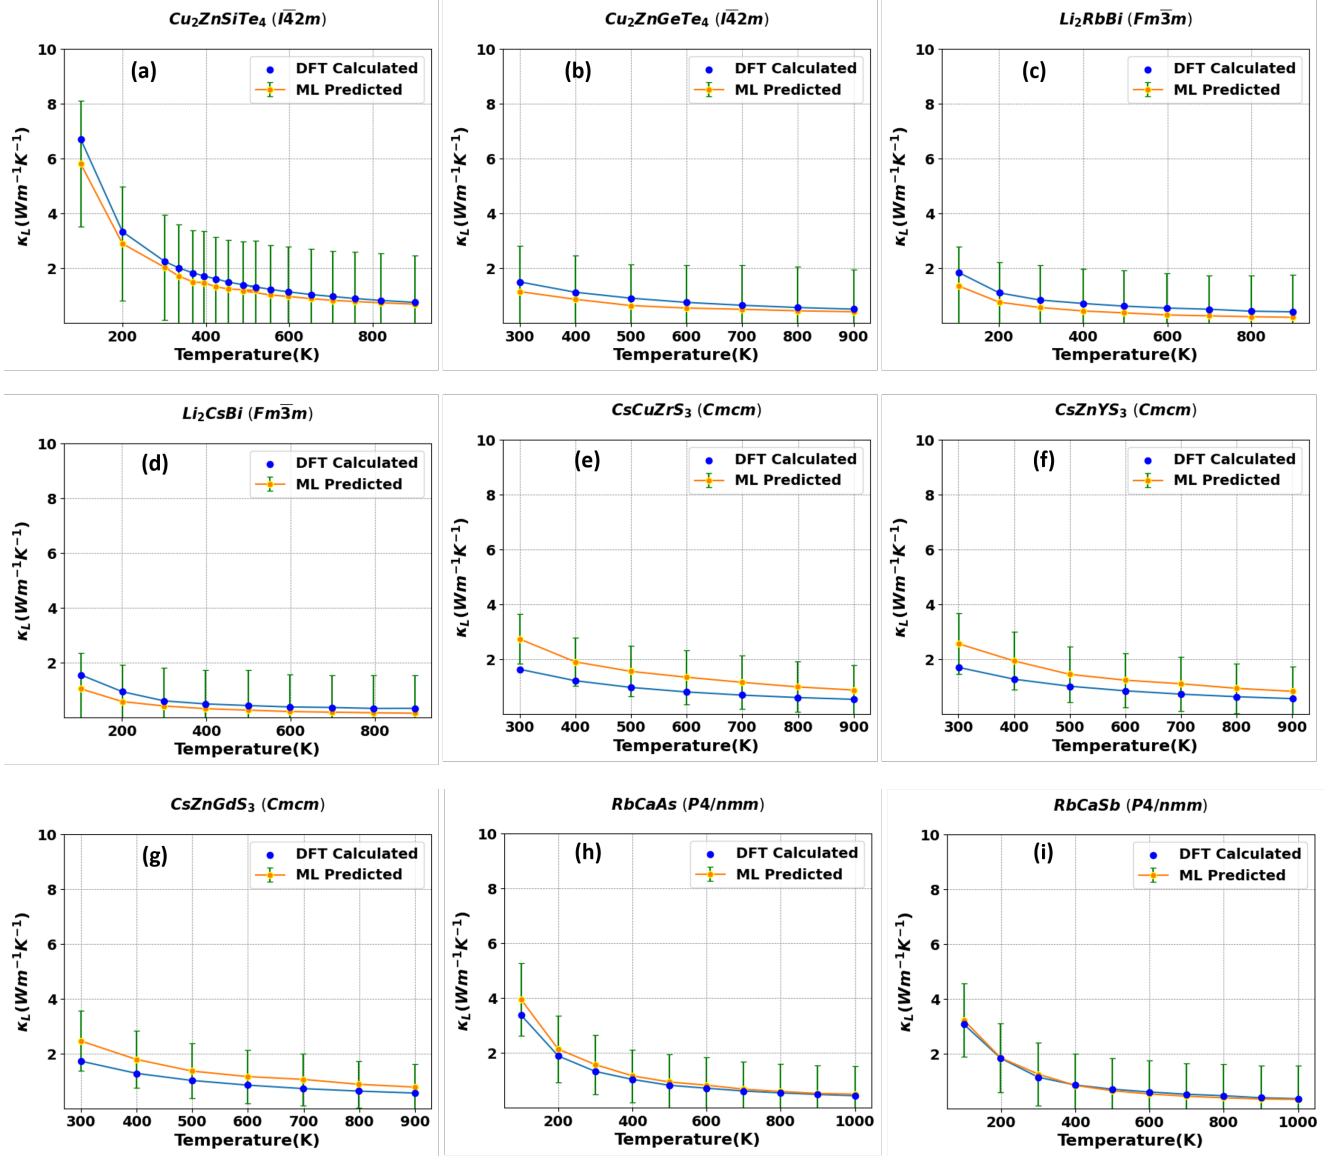 Cu₂ZnSiTe₄ (I4̅2m)
10
8
6
4
2
κL(Wm⁻¹K⁻¹)
(a)
DFT Calculated
ML Predicted
200 400 600 800
Temperature(K)
Cu₂ZnGeTe₄ (I4̅2m)
10
8
6
4
2
κL(Wm⁻¹K⁻¹)
(b)
DFT Calculated
ML Predicted
300 400 500 600 700 800 900
Temperature(K)
Li₂RbBi (Fm3̅m)
10
8
6
4
2
κL(Wm⁻¹K⁻¹)
(c)
DFT Calculated
ML Predicted
200 400 600 800
Temperature(K)
Li₂CsBi (Fm3̅m)
10
8
6
4
2
κL(Wm⁻¹K⁻¹)
(d)
DFT Calculated
ML Predicted
200 400 600 800
Temperature(K)
CsCuZrS₃ (Cmcm)
10
8
6
4
2
κL(Wm⁻¹K⁻¹)
(e)
DFT Calculated
ML Predicted
300 400 500 600 700 800 900
Temperature(K)
CsZnYS₃ (Cmcm)
10
8
6
4
2
κL(Wm⁻¹K⁻¹)
(f)
DFT Calculated
ML Predicted
300 400 500 600 700 800 900
Temperature(K)
CsZnGdS₃ (Cmcm)
10
8
6
4
2
κL(Wm⁻¹K⁻¹)
(g)
DFT Calculated
ML Predicted
300 400 500 600 700 800 900
Temperature(K)
RbCaAs (P4/nmm)
10
8
6
4
2
κL(Wm⁻¹K⁻¹)
(h)
DFT Calculated
ML Predicted
200 400 600 800 1000
Temperature(K)
RbCaSb (P4/nmm)
10
8
6
4
2
κL(Wm⁻¹K⁻¹)
(i)
DFT Calculated
ML Predicted
200 400 600 800 1000
Temperature(K)